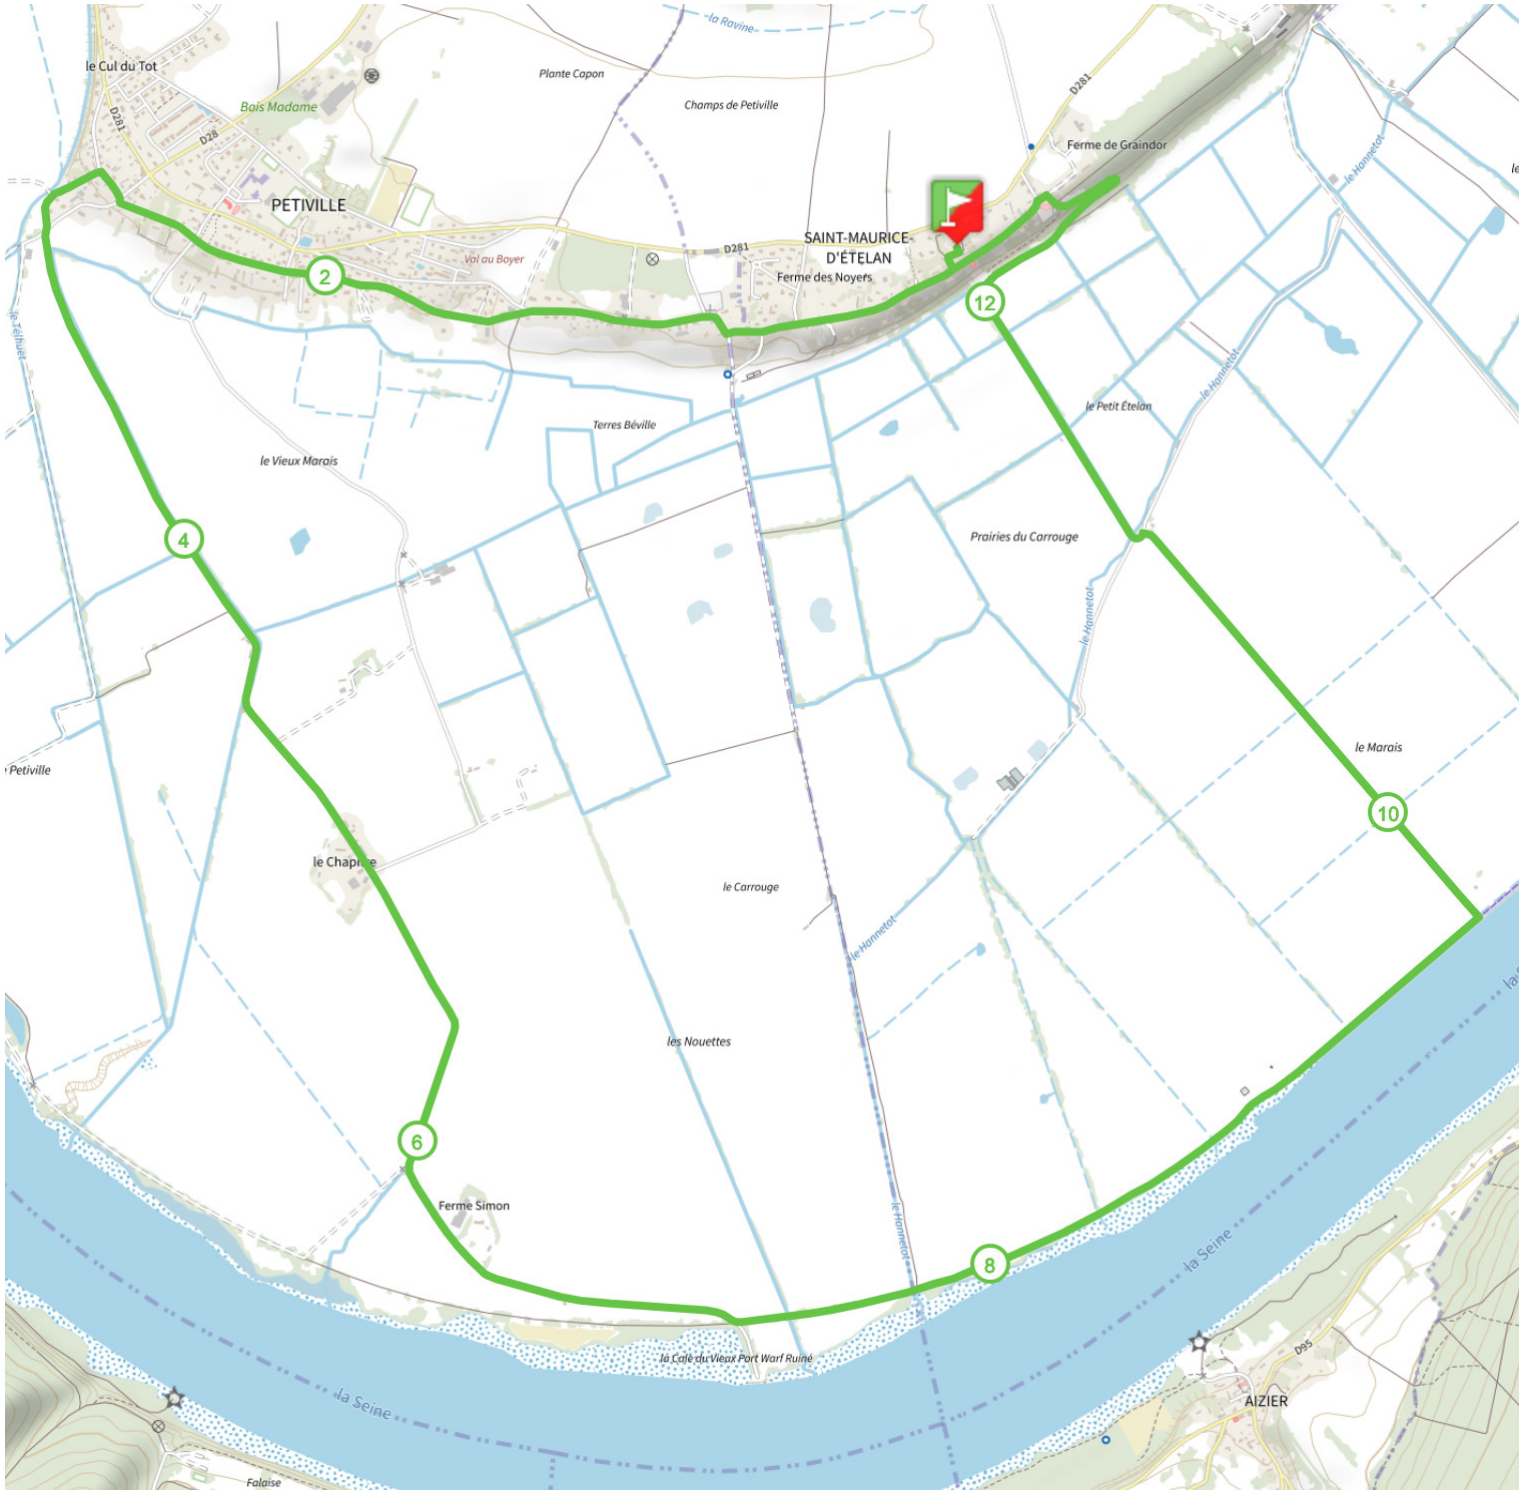 la Ravine
le Cul du Tot
Plante Capon
D281
Bois Madame
Champs de Petiville
D281
D28
Ferme de Graindor
le Hannetot
PETIVILLE
SAINT-MAURICE-
D'ÉTELAN
D281
Val au Boyer
Ferme des Noyers
2
12
le Télhuet
le Hannetot
le Petit Ételan
Terres Béville
le Vieux Marais
4
Prairies du Carrouge
le Hannetot
le Marais
Petiville
10
le Chapitre
le Carrouge
le Hannetot
les Nouettes
6
Ferme Simon
le Hannetot
8
la Seine
la Cale du Vieux Port Warf Ruiné
D95
la Seine
AIZIER
Falaise